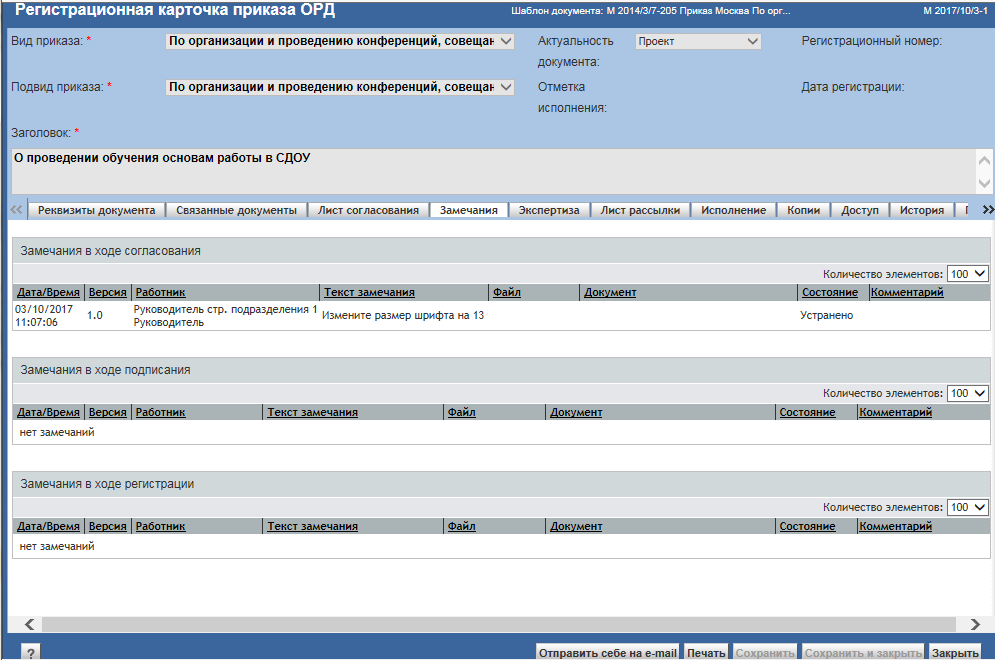 Регистрационная карточка приказа ОРД
Шаблон документа: М 2014/3/7-205 Приказ Москва По орг...
М 2017/10/3-1
Вид приказа: *
По организации и проведению конференций, совещан
Актуальность документа:
Проект
Регистрационный номер:
Подвид приказа: *
По организации и проведению конференций, совещан
Отметка исполнения:
Дата регистрации:
Заголовок: *
О проведении обучения основам работы в СДОУ
Реквизиты документа Связанные документы Лист согласования Замечания Экспертиза Лист рассылки Исполнение Копии Доступ История
Замечания в ходе согласования
Количество элементов: 100
Дата/Время Версия Работник Текст замечания Файл Документ Состояние Комментарий
03/10/2017 11:07:06 1.0 Руководитель стр. подразделения 1 Руководитель Измените размер шрифта на 13 Устранено
Замечания в ходе подписания
Количество элементов: 100
Дата/Время Версия Работник Текст замечания Файл Документ Состояние Комментарий
нет замечаний
Замечания в ходе регистрации
Количество элементов: 100
Дата/Время Версия Работник Текст замечания Файл Документ Состояние Комментарий
нет замечаний
? Отправить себе на e-mail Печать Сохранить Сохранить и закрыть Закрыть